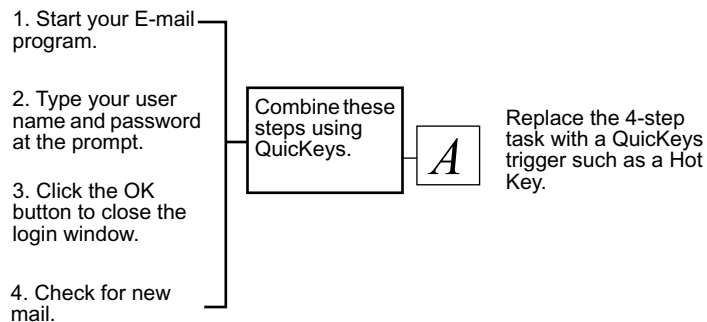 1. Start your E-mail
program.
2. Type your user
name and password
at the prompt.
3. Click the OK
button to close the
login window.
4. Check for new
mail.
Combine these
steps using
QuicKeys.
A
Replace the 4-step
task with a QuicKeys
trigger such as a Hot
Key.